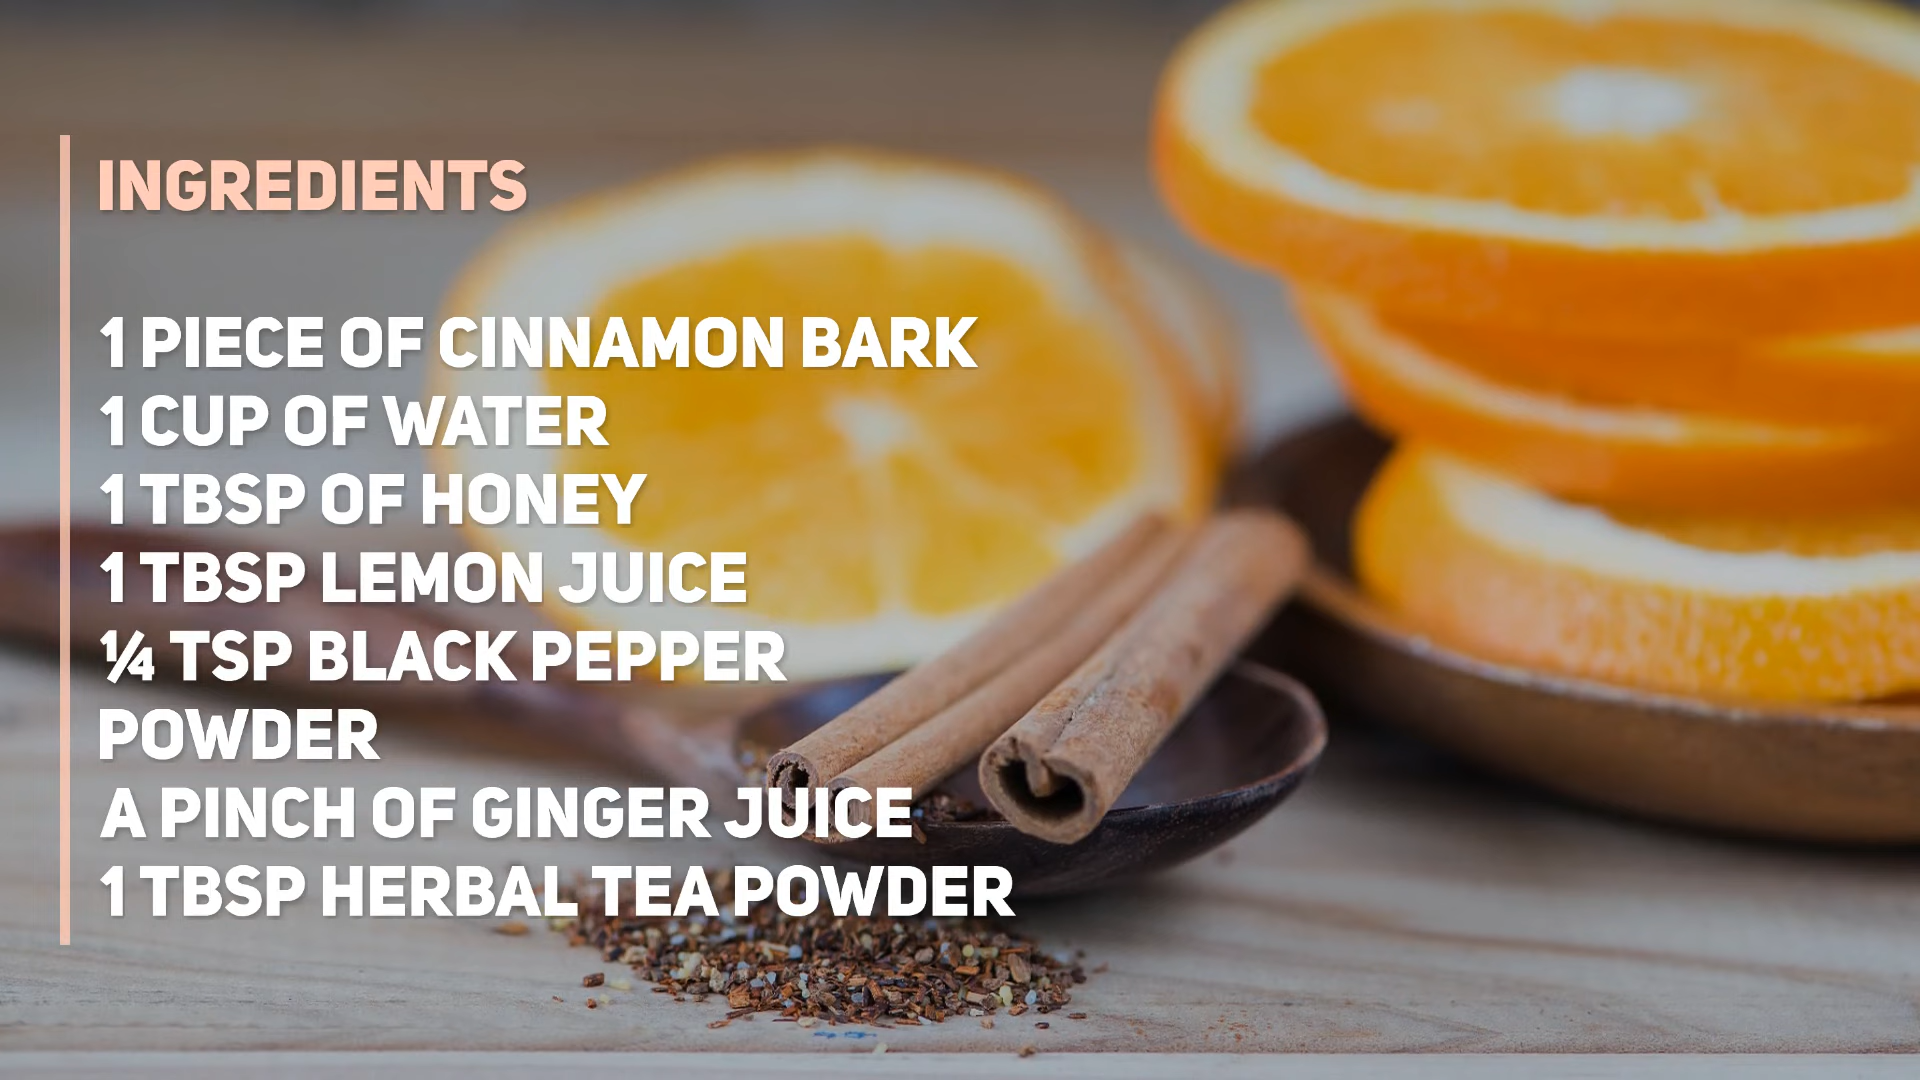 INGREDIENTS
1 PIECE OF CINNAMON BARK
1 CUP OF WATER
1 TBSP OF HONEY
1 TBSP LEMON JUICE
¼ TSP BLACK PEPPER
POWDER
A PINCH OF GINGER JUICE
1 TBSP HERBAL TEA POWDER